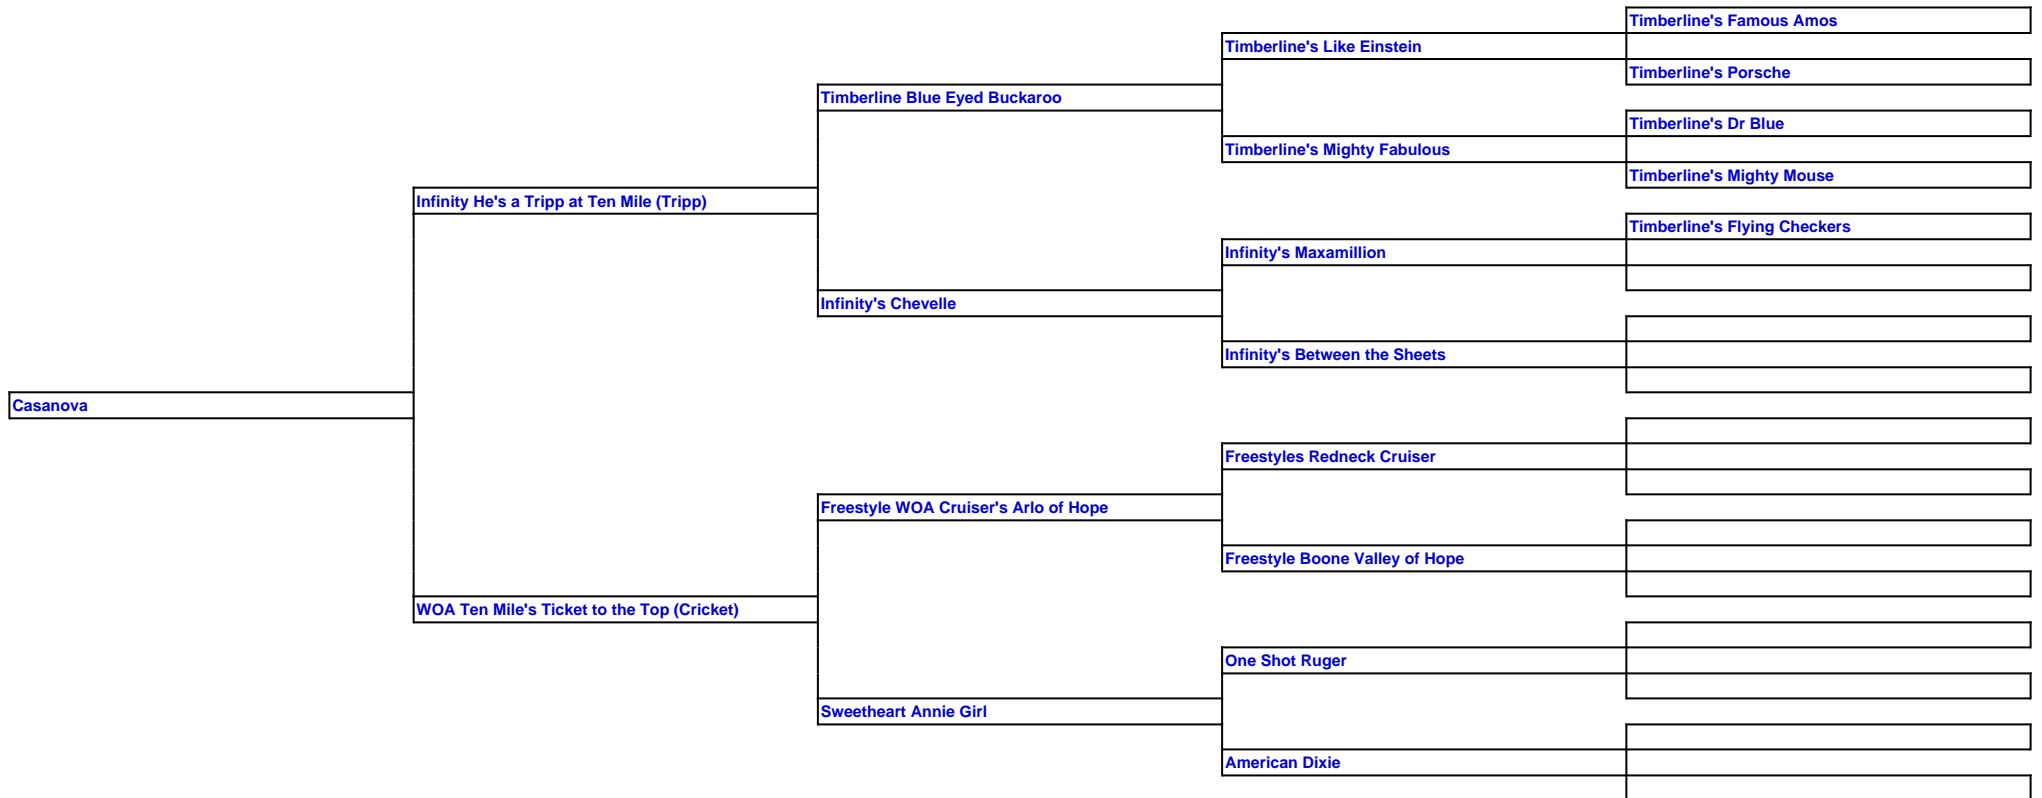 Timberline's Famous Amos
Timberline's Like Einstein
Timberline's Porsche
Timberline Blue Eyed Buckaroo
Timberline's Dr Blue
Timberline's Mighty Fabulous
Timberline's Mighty Mouse
Infinity He's a Tripp at Ten Mile (Tripp)
Timberline's Flying Checkers
Infinity's Maxamillion
Infinity's Chevelle
Infinity's Between the Sheets
Casanova
Freestyles Redneck Cruiser
Freestyle WOA Cruiser's Arlo of Hope
Freestyle Boone Valley of Hope
WOA Ten Mile's Ticket to the Top (Cricket)
One Shot Ruger
Sweetheart Annie Girl
American Dixie